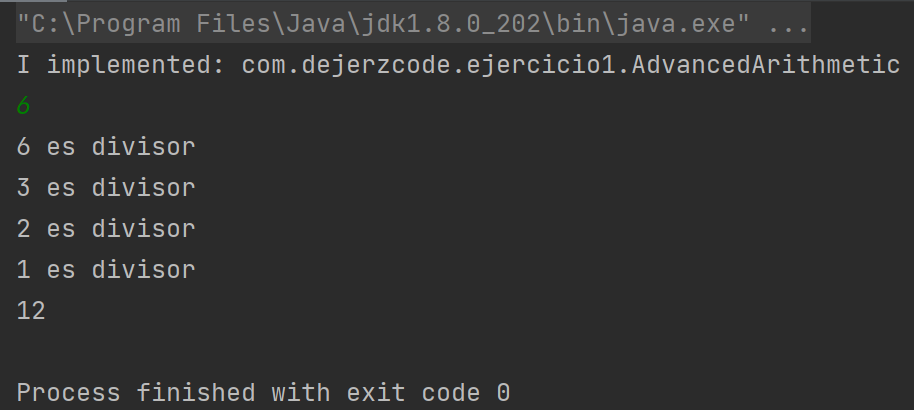 "C:\Program Files\Java\jdk1.8.0_202\bin\java.exe" ...
I implemented: com.dejerzcode.ejercicio1.AdvancedArithmetic
6
6 es divisor
3 es divisor
2 es divisor
1 es divisor
12
Process finished with exit code 0